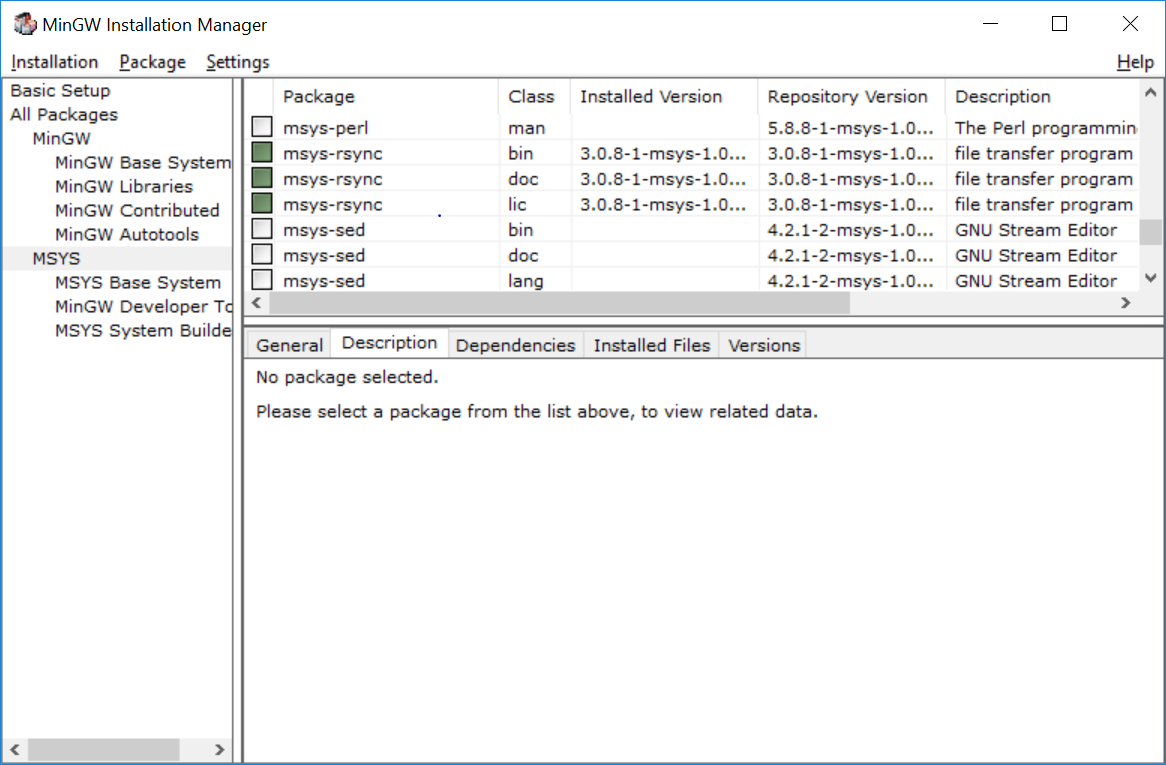 MinGW Installation Manager
Installation Package Settings Help
Basic Setup
All Packages
MinGW
MinGW Base System
MinGW Libraries
MinGW Contributed
MinGW Autotools
MSYS
MSYS Base System
MinGW Developer To
MSYS System Builde
Package Class Installed Version Repository Version Description
msys-perl man 5.8.8-1-msys-1.0... The Perl programmin
msys-rsync bin 3.0.8-1-msys-1.0... 3.0.8-1-msys-1.0... file transfer program
msys-rsync doc 3.0.8-1-msys-1.0... 3.0.8-1-msys-1.0... file transfer program
msys-rsync lic 3.0.8-1-msys-1.0... 3.0.8-1-msys-1.0... file transfer program
msys-sed bin 4.2.1-2-msys-1.0... GNU Stream Editor
msys-sed doc 4.2.1-2-msys-1.0... GNU Stream Editor
msys-sed lang 4.2.1-2-msys-1.0... GNU Stream Editor
General Description Dependencies Installed Files Versions
No package selected.
Please select a package from the list above, to view related data.